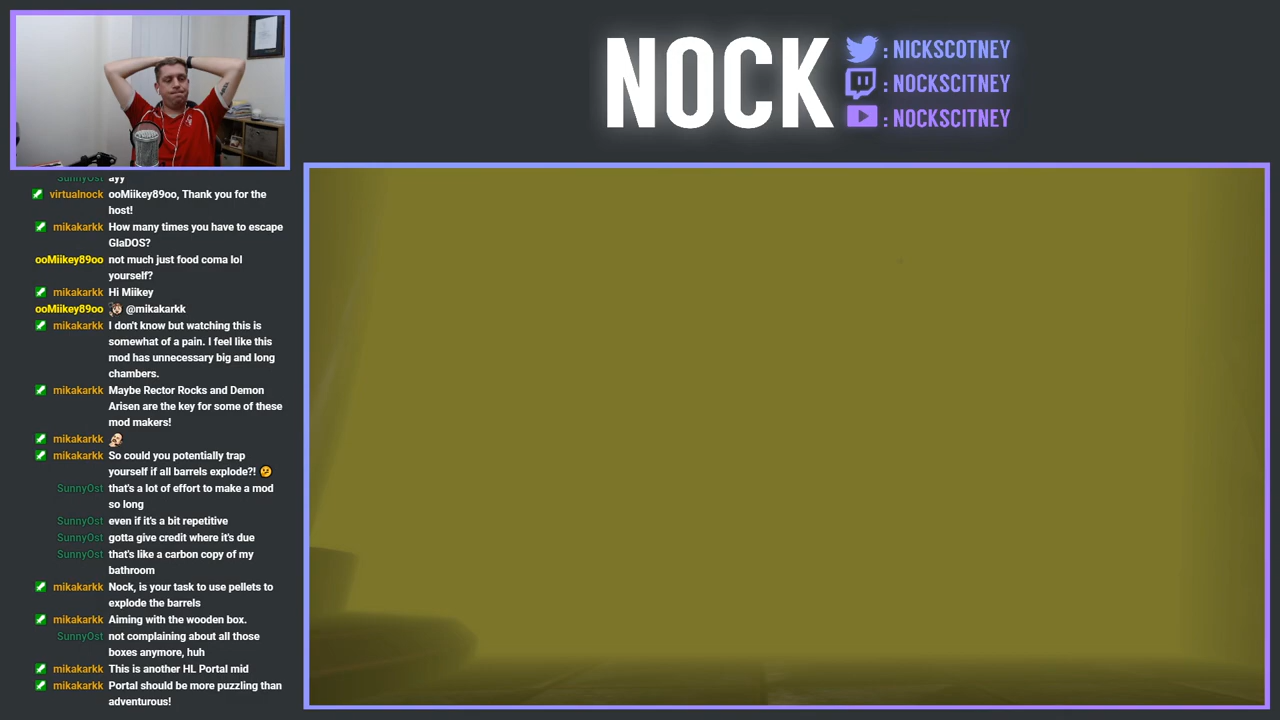 NOCK
: NICKSCOTNEY
: NOCKSCITNEY
: NOCKSCITNEY
SunnyOst ayy
virtualnock ooMiikey89oo, Thank you for the
host!
mikakarkk How many times you have to escape
GlaDOS?
ooMiikey89oo not much just food coma lol
yourself?
mikakarkk Hi Miikey
ooMiikey89oo @mikakarkk
mikakarkk I don't know but watching this is
somewhat of a pain. I feel like this
mod has unnecessary big and long
chambers.
mikakarkk Maybe Rector Rocks and Demon
Arisen are the key for some of these
mod makers!
mikakarkk
mikakarkk So could you potentially trap
yourself if all barrels explode?!
SunnyOst that's a lot of effort to make a mod
so long
SunnyOst even if it's a bit repetitive
SunnyOst gotta give credit where it's due
SunnyOst that's like a carbon copy of my
bathroom
mikakarkk Nock, is your task to use pellets to
explode the barrels
mikakarkk Aiming with the wooden box.
SunnyOst not complaining about all those
boxes anymore, huh
mikakarkk This is another HL Portal mid
mikakarkk Portal should be more puzzling than
adventurous!